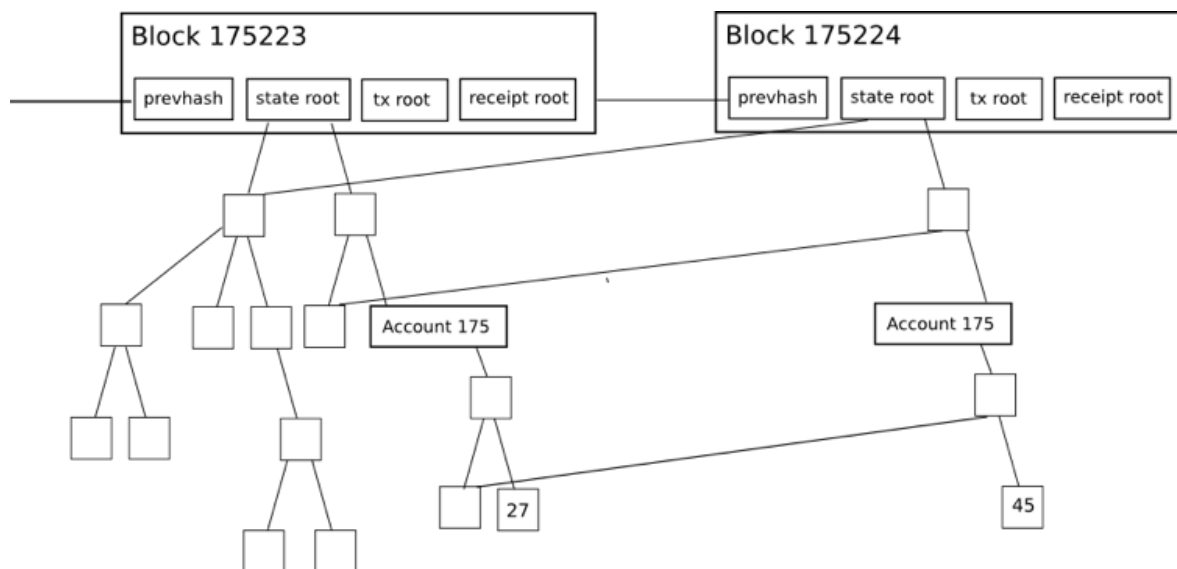 Block 175223
prevhash
state root
tx root
receipt root
Block 175224
prevhash
state root
tx root
receipt root
Account 175
27
Account 175
45